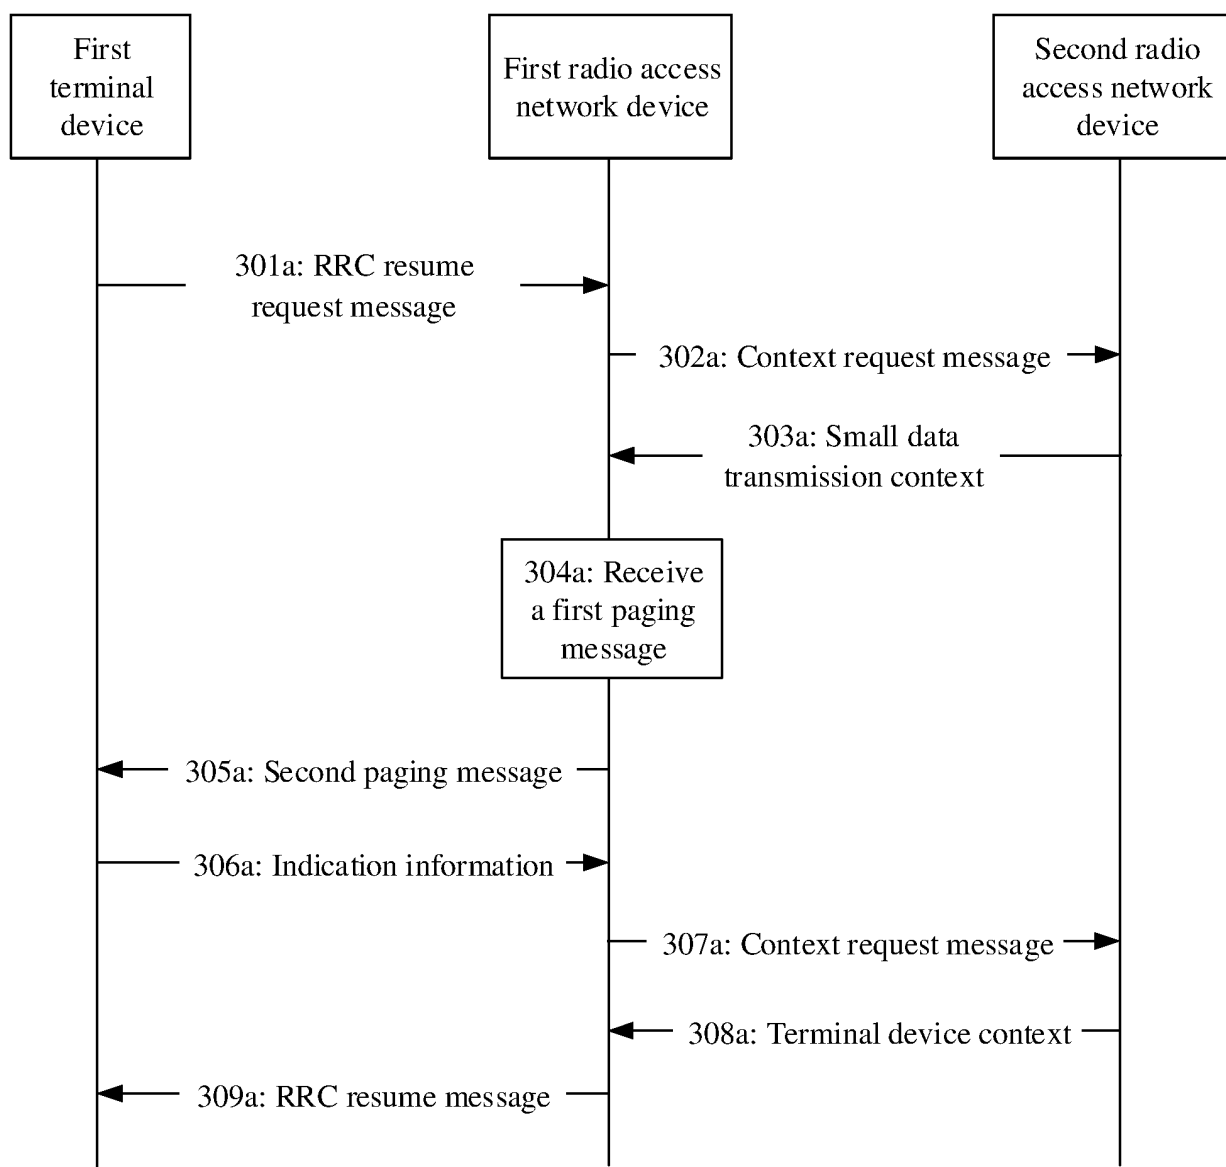 First
terminal
device
First radio access
network device
Second radio
access network
device
301a: RRC resume
request message
302a: Context request message
303a: Small data
transmission context
304a: Receive
a first paging
message
305a: Second paging message
306a: Indication information
307a: Context request message
308a: Terminal device context
309a: RRC resume message